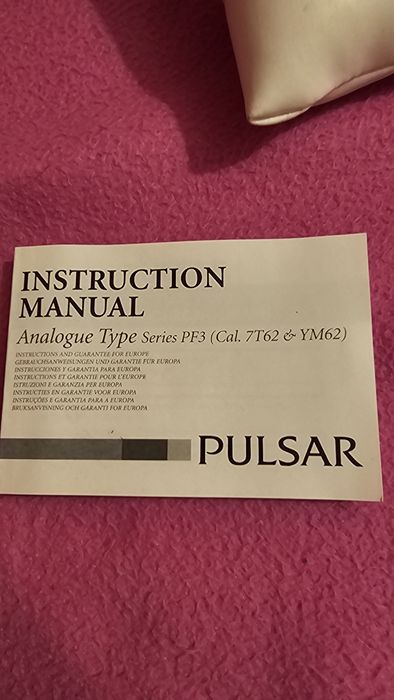 INSTRUCTION
MANUAL
Analogue Type Series PF3 (Cal. 7T62 & YM62)
INSTRUCTIONS AND GUARANTEE FOR EUROPE
GEBRAUCHSANWEISUNGEN UND GARANTIE FÜR EUROPA
INSTRUCCIONES Y GARANTIA PARA EUROPA
INSTRUCTIONS ET GARANTIE POUR L'EUROPE
ISTRUZIONI E GARANZIA PER EUROPA
INSTRUCTIES EN GARANTIE VOOR EUROPA
INSTRUÇÕES E GARANTIA PARA A EUROPA
BRUKSANVISNING OCH GARANTI FOR EUROPA
PULSAR